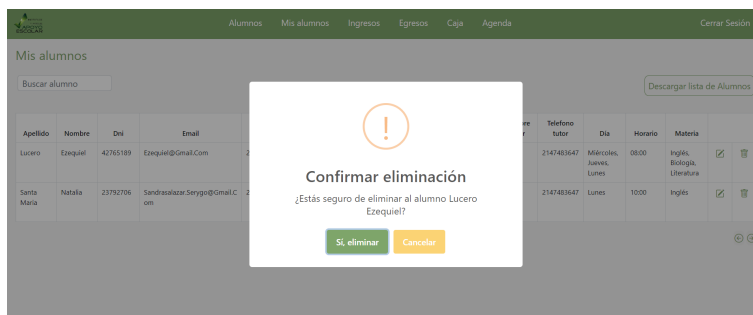 ESCOLAR
Alumnos Mis alumnos Ingresos Egresos Caja Agenda Cerrar Sesión
Mis alumnos
Buscar alumno
Descargar lista de Alumnos
Apellido Nombre Dni Email Telefono tutor Día Horario Materia
Lucero Ezequiel 42765189 Ezequiel@Gmail.Com 2147483647 Miércoles, 08:00 Inglés,
Jueves, Biología,
Lunes Literatura
Santa Natalia 23792706 Sandrasalazar.Serygo@Gmail.C 2147483647 Lunes 10:00 Inglés
Maria om
!
Confirmar eliminación
¿Estás seguro de eliminar al alumno Lucero
Ezequiel?
Sí, eliminar Cancelar